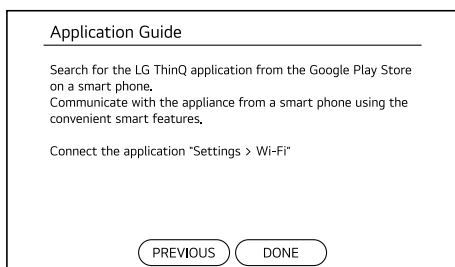 Application Guide
Search for the LG ThinQ application from the Google Play Store
on a smart phone.
Communicate with the appliance from a smart phone using the
convenient smart features.
Connect the application "Settings > Wi-Fi"
PREVIOUS DONE